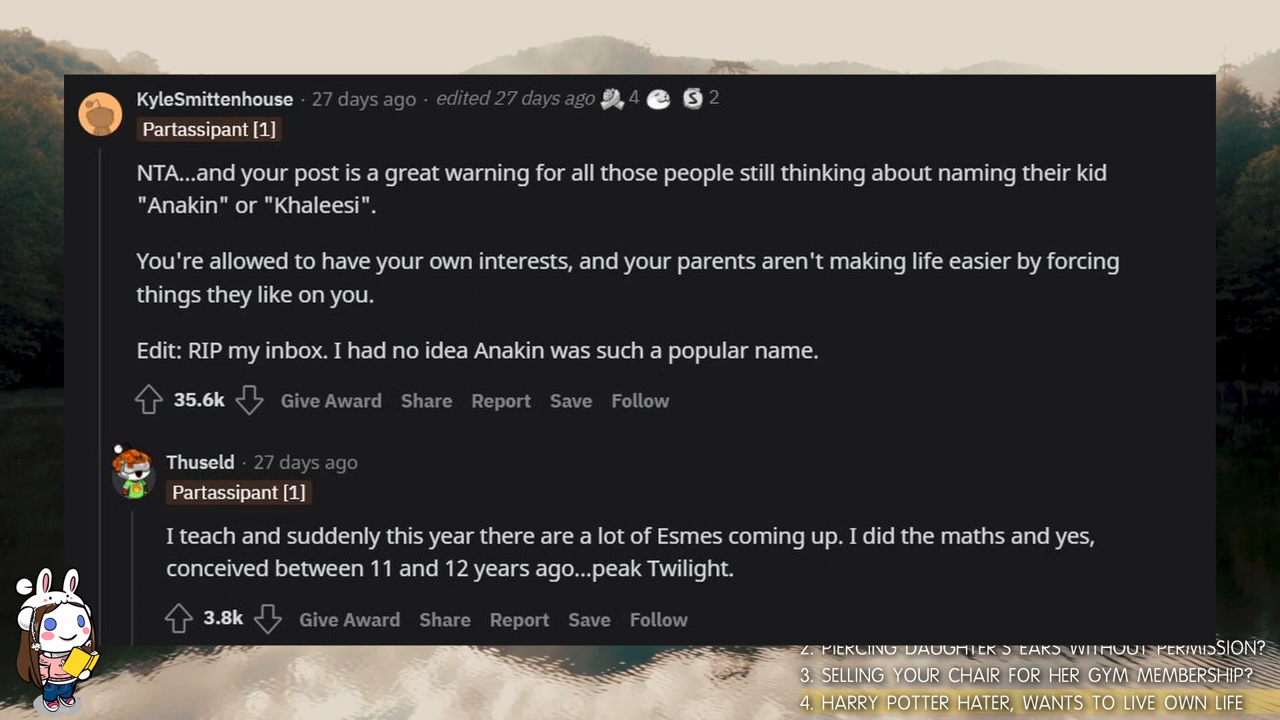 KyleSmittenhouse · 27 days ago · edited 27 days ago 4 S 2
Partassipant [1]
NTA...and your post is a great warning for all those people still thinking about naming their kid
"Anakin" or "Khaleesi".
You're allowed to have your own interests, and your parents aren't making life easier by forcing
things they like on you.
Edit: RIP my inbox. I had no idea Anakin was such a popular name.
35.6k Give Award Share Report Save Follow
Thuseld · 27 days ago
Partassipant [1]
I teach and suddenly this year there are a lot of Esmes coming up. I did the maths and yes,
conceived between 11 and 12 years ago...peak Twilight.
3.8k Give Award Share Report Save Follow
2. PIERCING DAUGHTER'S EARS WITHOUT PERMISSION?
3. SELLING YOUR CHAIR FOR HER GYM MEMBERSHIP?
4. HARRY POTTER HATER, WANTS TO LIVE OWN LIFE